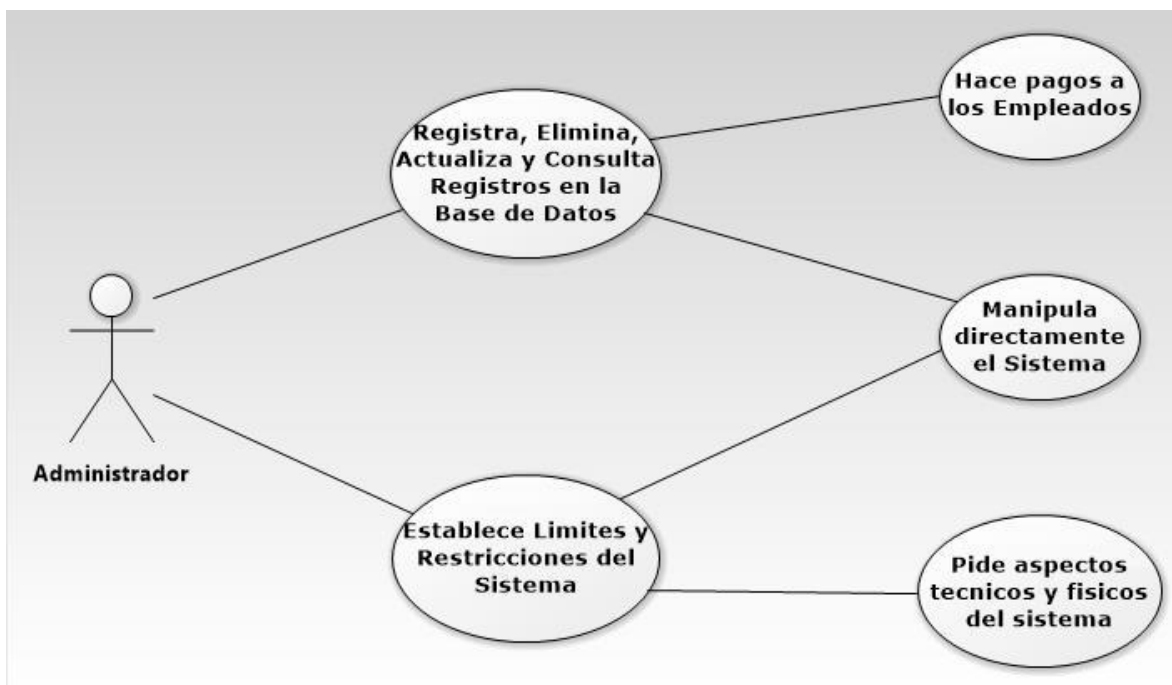 Hace pagos a
los Empleados
Registra, Elimina,
Actualiza y Consulta
Registros en la
Base de Datos
Manipula
directamente
el Sistema
Administrador
Establece Limites y
Restricciones del
Sistema
Pide aspectos
tecnicos y fisicos
del sistema